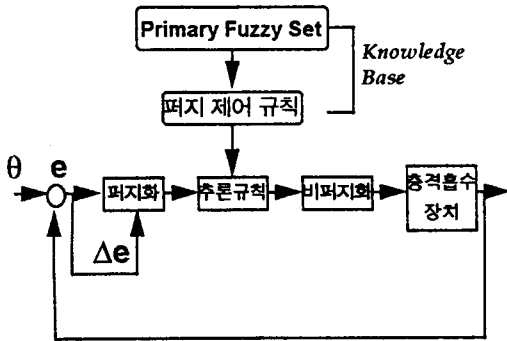 Primary Fuzzy Set
Knowledge
Base
퍼지 제어 규칙
θ
e
퍼지화
추론규칙
비퍼지화
충격흡수
장치
Δe